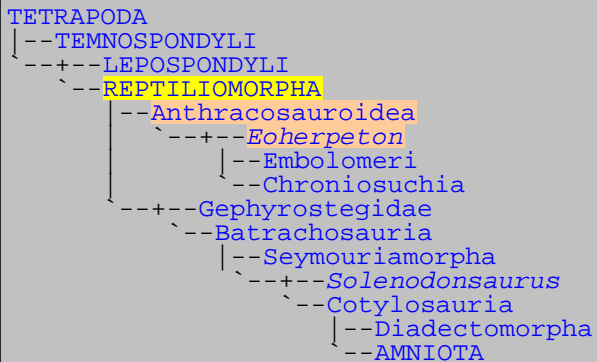 TETRAPODA
|--TEMNOSPONDYLI
`--+--LEPOSPONDYLI
   `--REPTILIOMORPHA
      |--Anthracosauroidea
      |  `--+--Eoherpeton
      |     |--Embolomeri
      |     `--Chroniosuchia
      `--+--Gephyrostegidae
         `--Batrachosauria
            |--Seymouriamorpha
            `--+--Solenodonsaurus
               `--Cotylosauria
                  |--Diadectomorpha
                  `--AMNIOTA